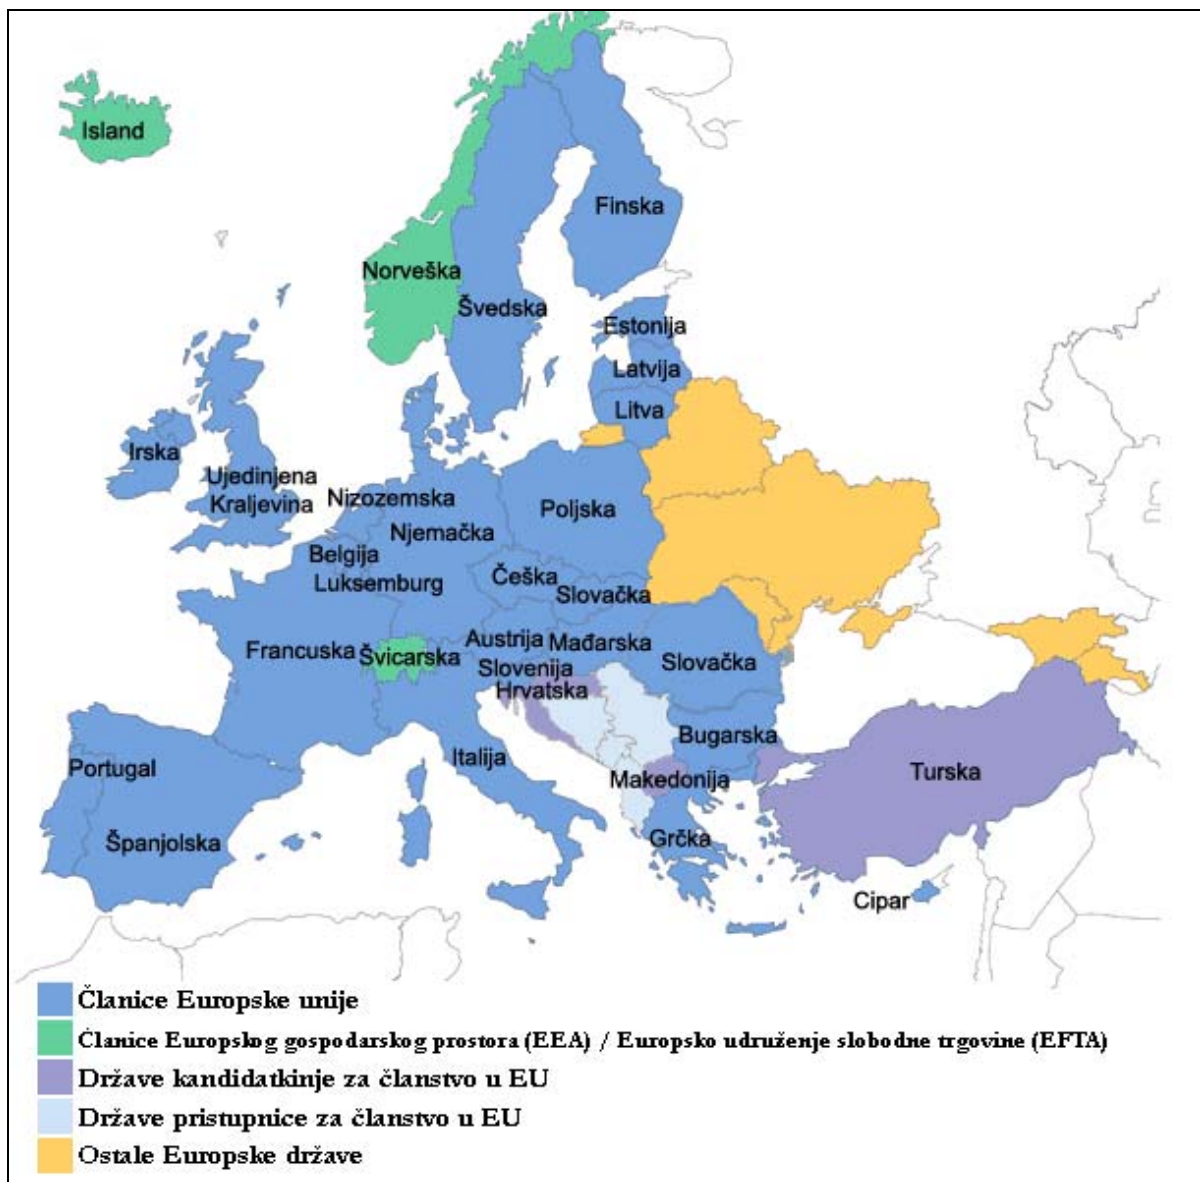 Island
Finska
Norveška
Švedska
Estonija
Latvija
Litva
Irska
Ujedinjena
Kraljevina
Nizozemska
Poljska
Njemačka
Belgija
Luksemburg
Češka
Slovačka
Austrija
Mađarska
Francuska
Švicarska
Slovenija
Slovačka
Hrvatska
Bugarska
Italija
Portugal
Makedonija
Turska
Španjolska
Grčka
Cipar
Članice Europske unije
Članice Europskog gospodarskog prostora (EEA) / Europsko udruženje slobodne trgovine (EFTA)
Države kandidatkinje za članstvo u EU
Države pristupnice za članstvo u EU
Ostale Europske države